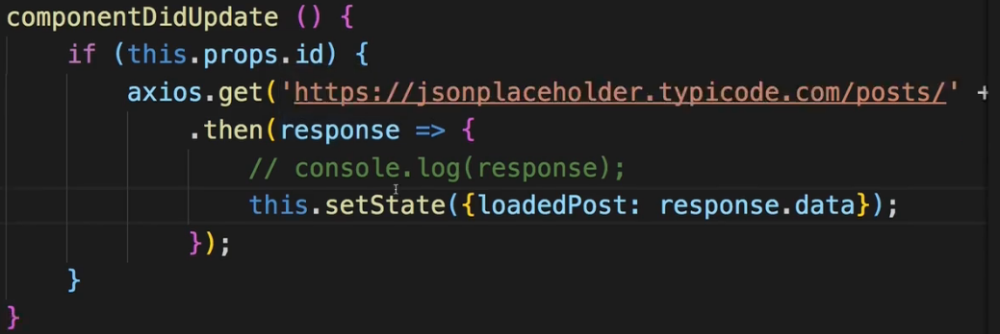 componentDidUpdate () {
if (this.props.id) {
axios.get('https://jsonplaceholder.typicode.com/posts/' +
.then(response => {
// console.log(response);
this.setState({loadedPost: response.data});
});
}
}